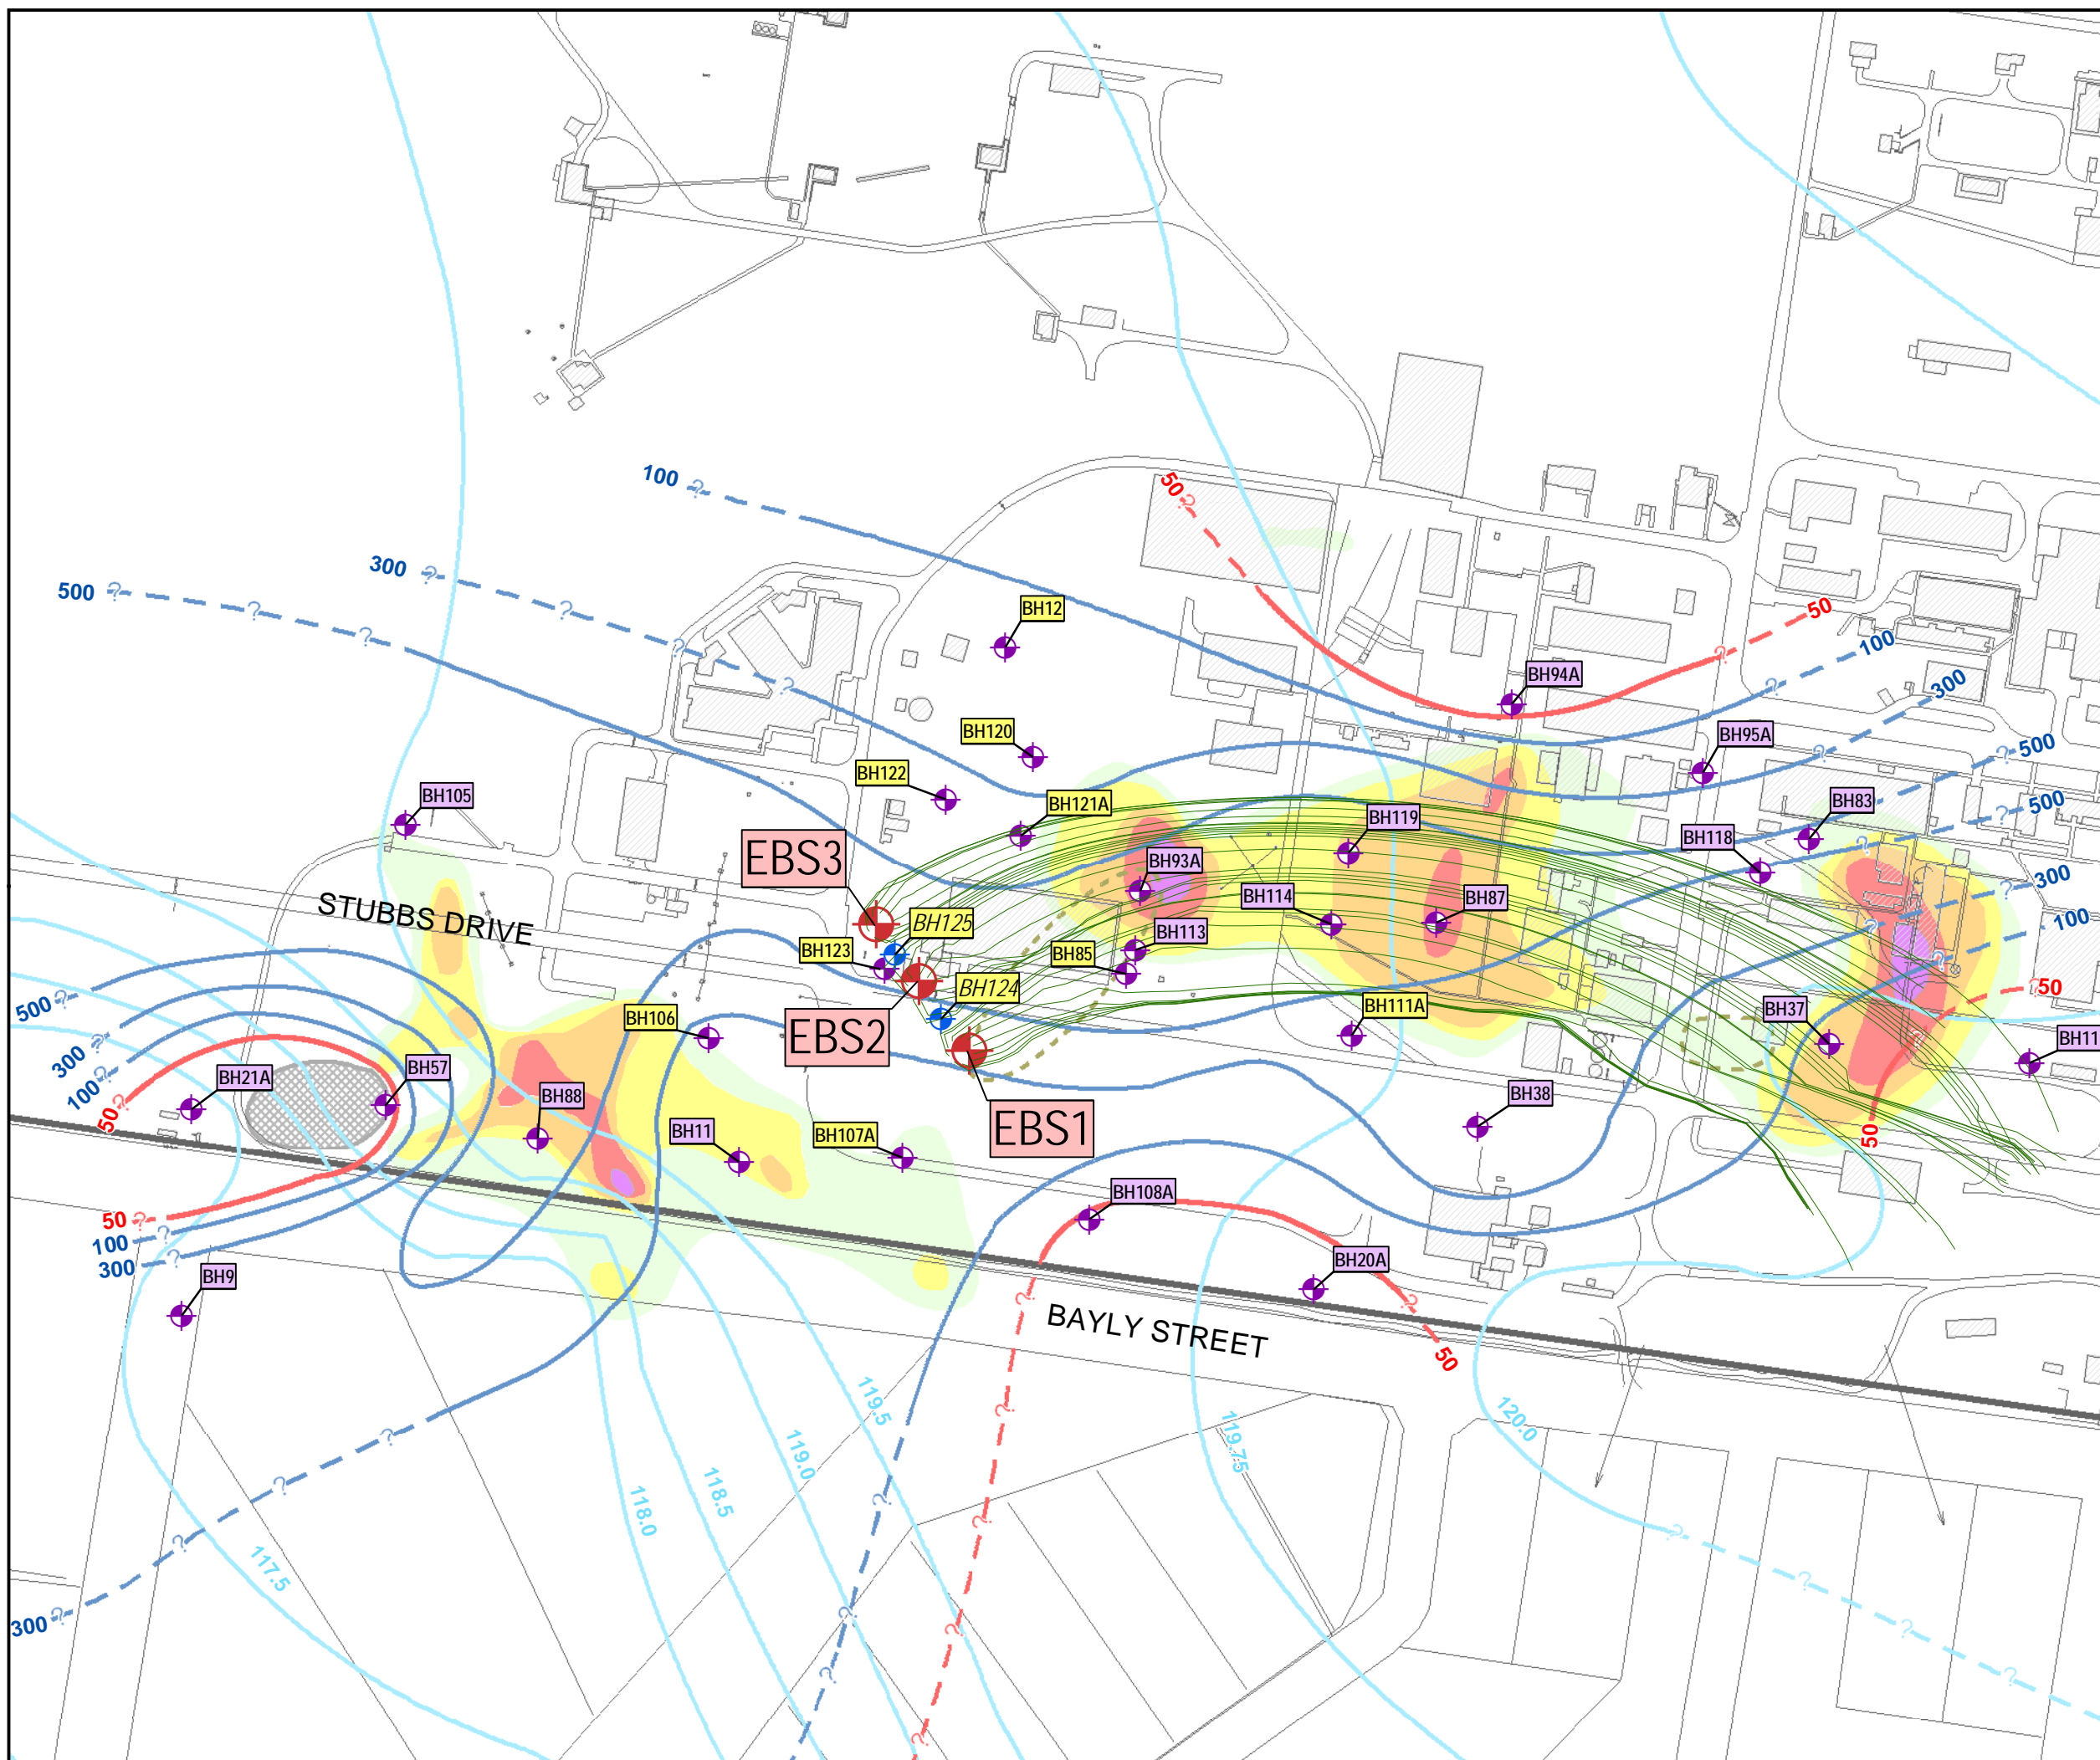 50
100
300
500
BH12
50
100
BH94A
300
BH120
BH95A
500
BH122
BH105
BH121A
BH83
500
BH119
BH118
EBS3
BH93A
300
BH114
BH87
STUBBS DRIVE
BH125
100
BH113
BH123
BH85
50
BH124
500
BH111A
BH37
BH106
EBS2
BH11
300
BH57
BH21A
100
BH88
BH38
50
EBS1
BH11
BH107A
50
BH108A
50
100
BH20A
300
BH9
BAYLY STREET
50
119.5
120.0
119.75
119.0
118.5
118.0
117.5
300